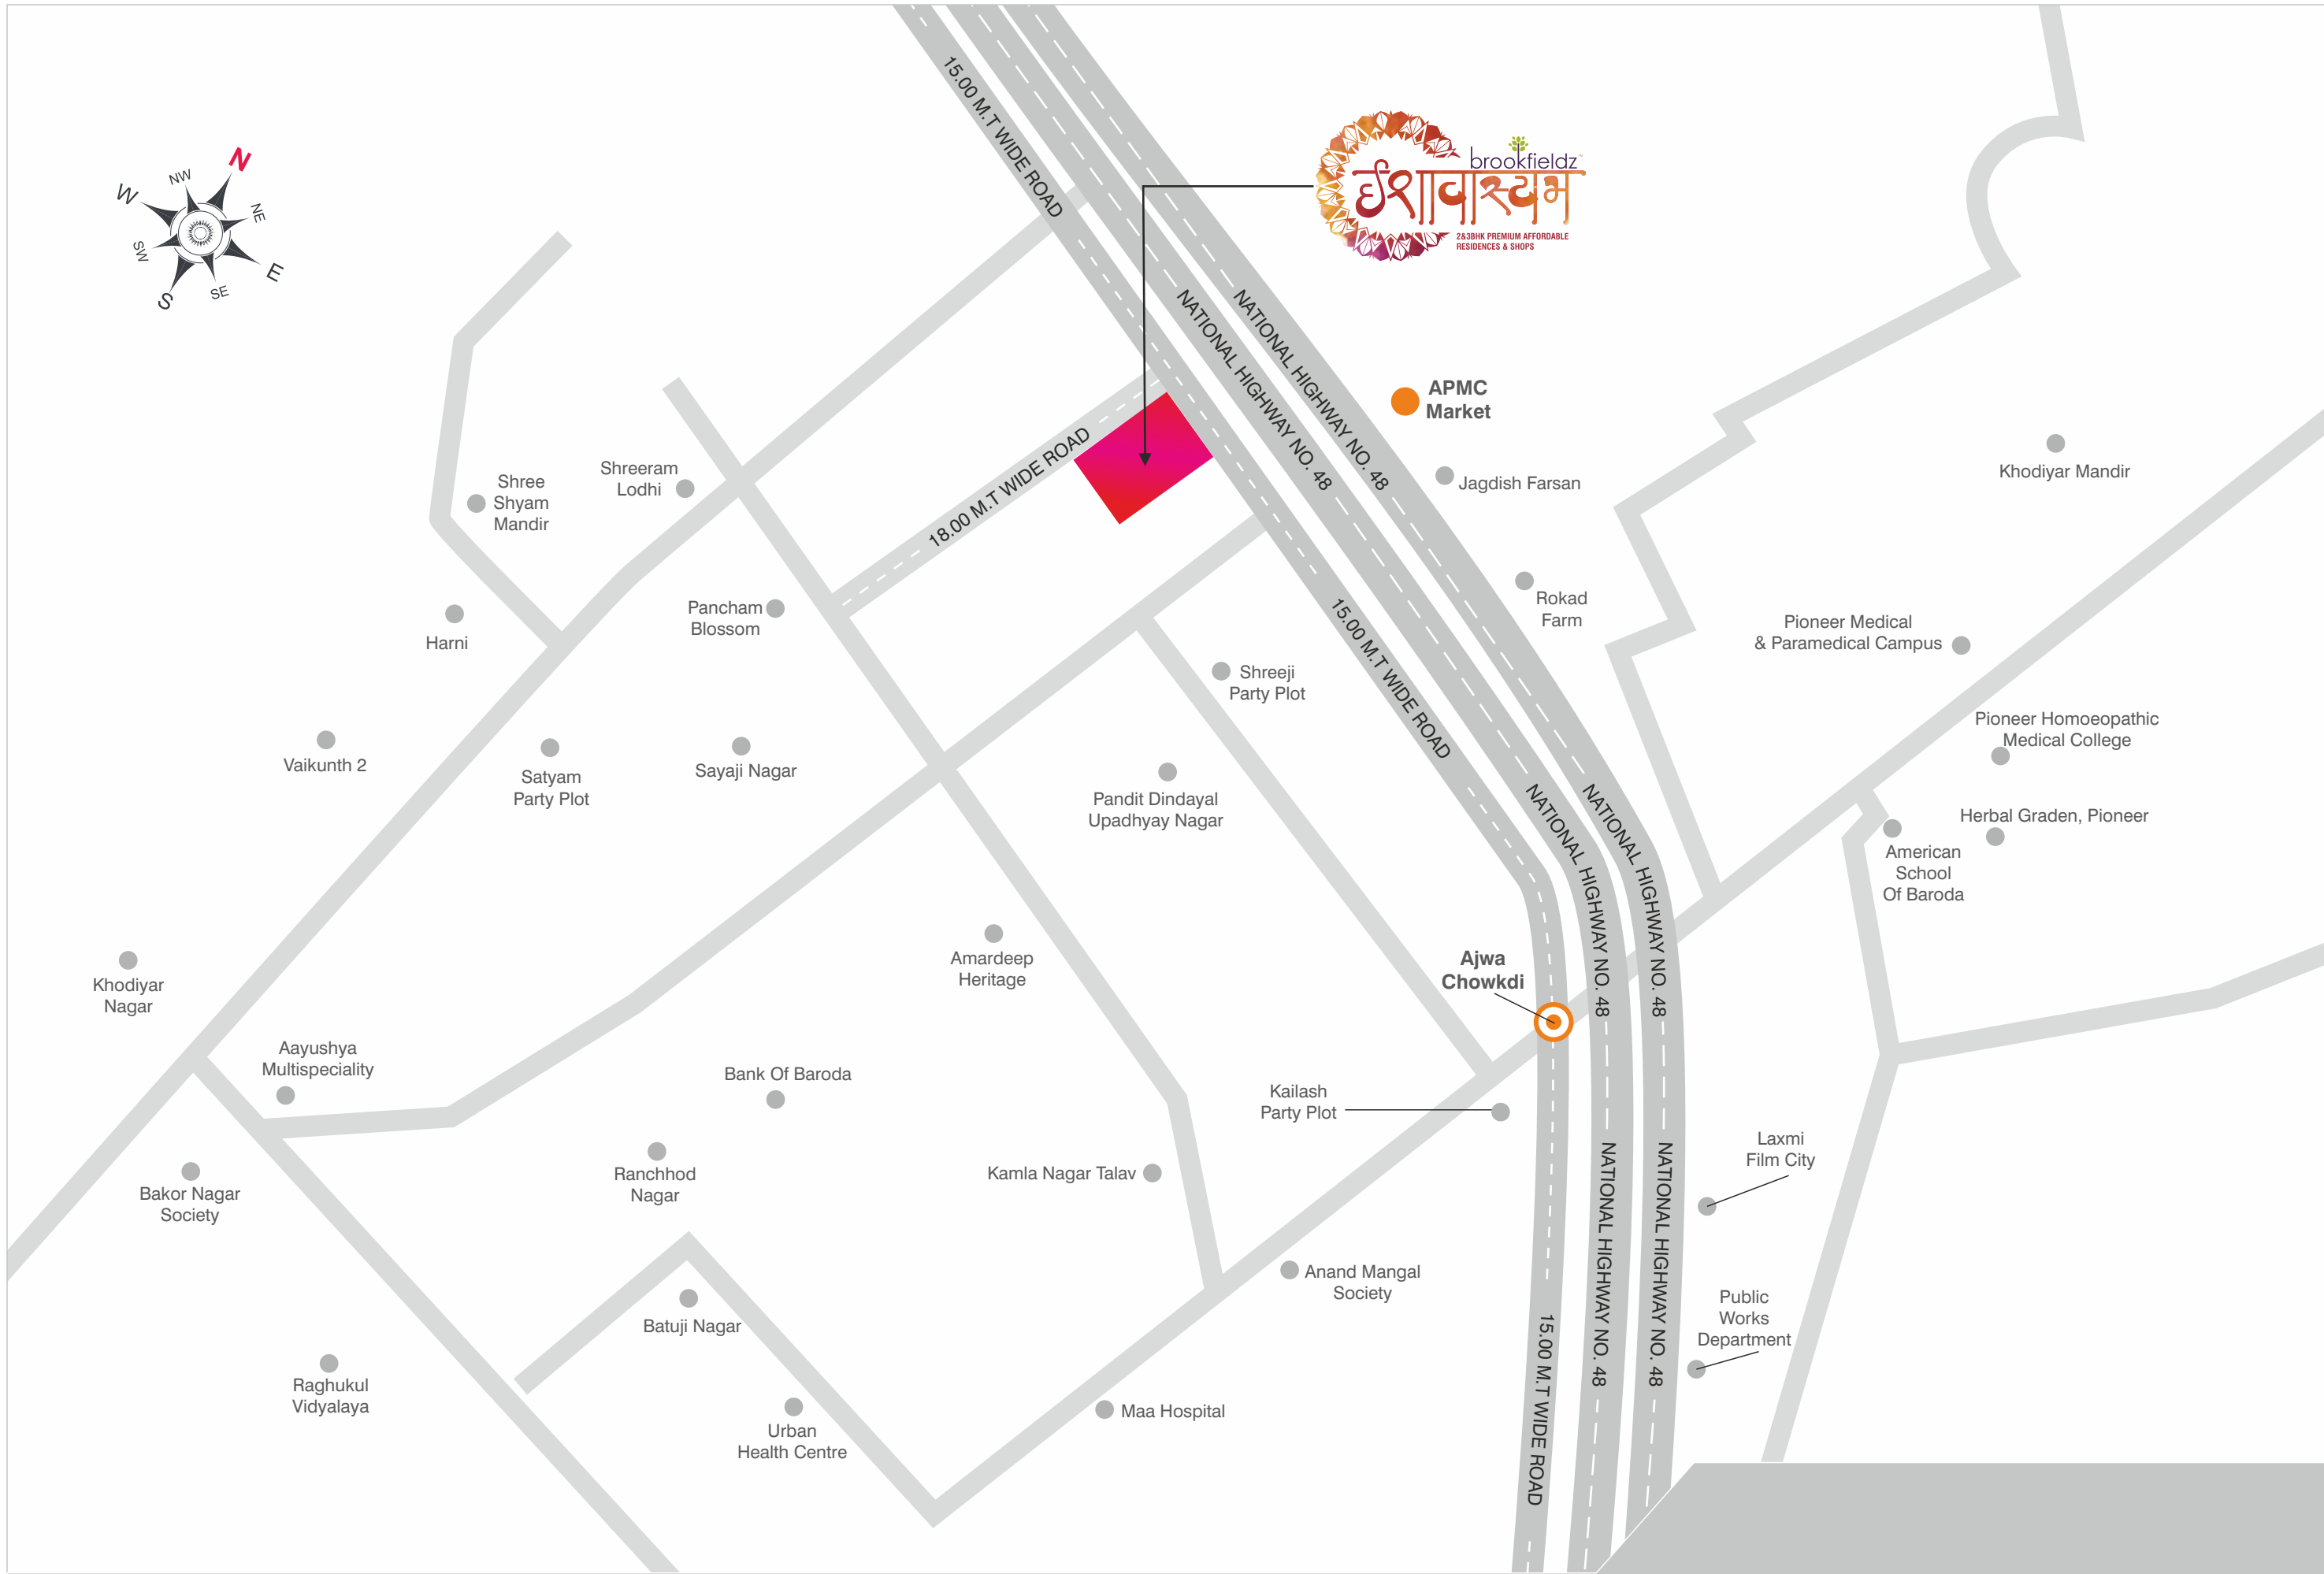 15.00 M.T WIDE ROAD
brookfieldz
ईशावास्यम
2&3BHK PREMIUM AFFORDABLE
RESIDENCES & SHOPS
N
NW
W
NE
SW
E
SE
S
NATIONAL HIGHWAY NO. 48
NATIONAL HIGHWAY NO. 48
APMC
Market
18.00 M.T WIDE ROAD
Jagdish Farsan
Khodiyar Mandir
Shree
Shyam
Mandir
Shreeram
Lodhi
Rokad
Farm
Pancham
Blossom
Harni
15.00 M.T WIDE ROAD
Pioneer Medical
& Paramedical Campus
Shreeji
Party Plot
Pioneer Homoeopathic
Medical College
Vaikunth 2
Satyam
Party Plot
Sayaji Nagar
Pandit Dindayal
Upadhyay Nagar
NATIONAL HIGHWAY NO. 48
NATIONAL HIGHWAY NO. 48
Herbal Graden, Pioneer
American
School
Of Baroda
Amardeep
Heritage
Ajwa
Chowkdi
Khodiyar
Nagar
Aayushya
Multispeciality
Bank Of Baroda
Kailash
Party Plot
Laxmi
Film City
Ranchhod
Nagar
Kamla Nagar Talav
Bakor Nagar
Society
NATIONAL HIGHWAY NO. 48
NATIONAL HIGHWAY NO. 48
Anand Mangal
Society
Public
Works
Department
Batuji Nagar
15.00 M.T WIDE ROAD
Raghukul
Vidyalaya
Maa Hospital
Urban
Health Centre